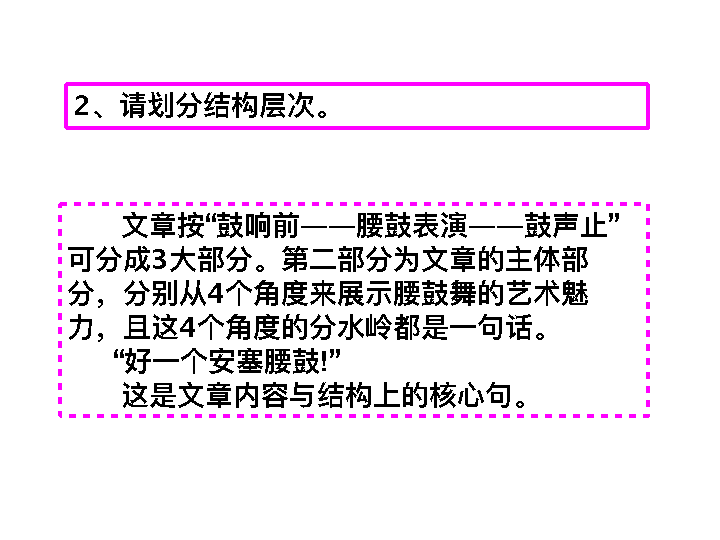 2、请划分结构层次。
文章按“鼓响前——腰鼓表演——鼓声止”
可分成3大部分。第二部分为文章的主体部
分，分别从4个角度来展示腰鼓舞的艺术魅
力，且这4个角度的分水岭都是一句话。
“好一个安塞腰鼓!”
这是文章内容与结构上的核心句。